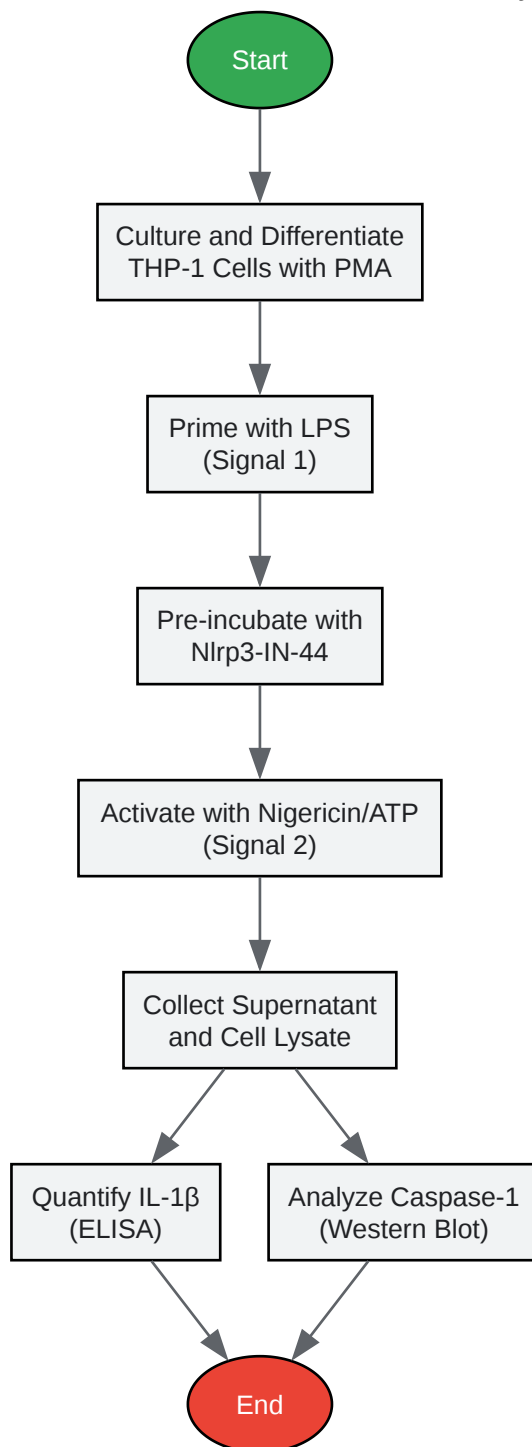 Start
Culture and Differentiate
THP-1 Cells with PMA
Prime with LPS
(Signal 1)
Pre-incubate with
Nlrp3-IN-44
Activate with Nigericin/ATP
(Signal 2)
Collect Supernatant
and Cell Lysate
Quantify IL-1β
(ELISA)
Analyze Caspase-1
(Western Blot)
End